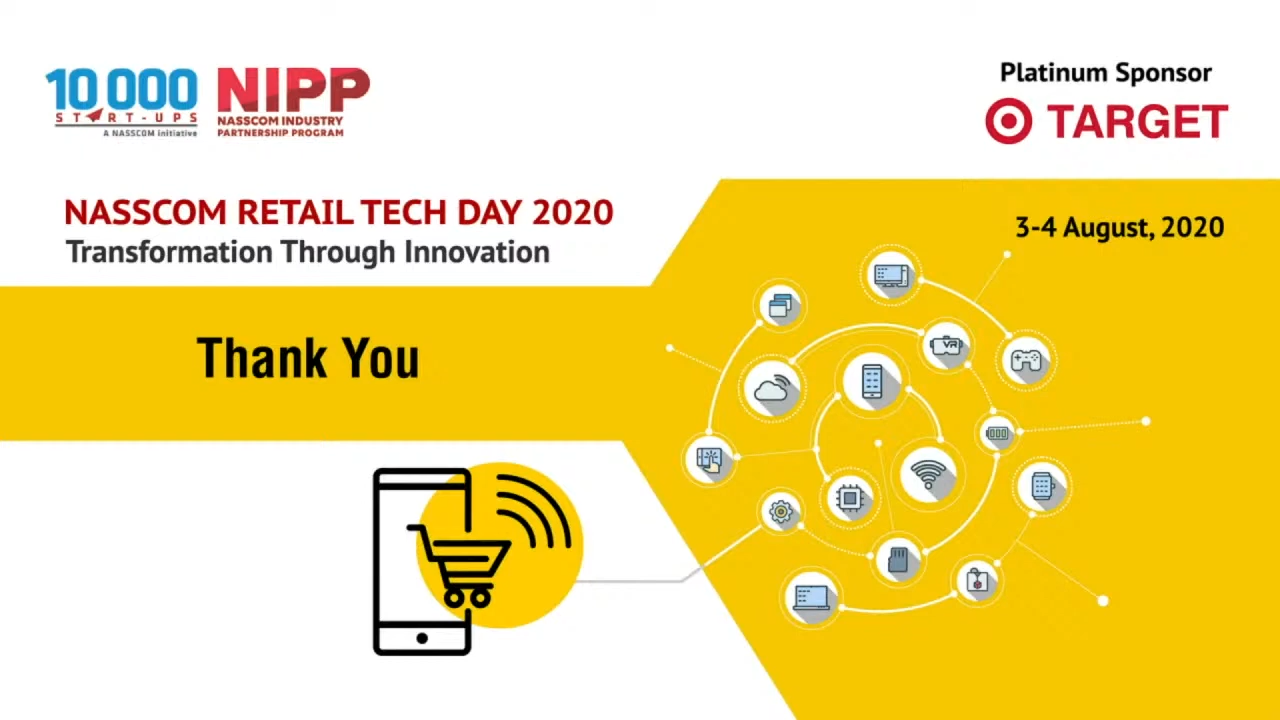 10 000
START-UPS
A NASSCOM initiative
NIPP
NASSCOM INDUSTRY
PARTNERSHIP PROGRAM
Platinum Sponsor
TARGET
NASSCOM RETAIL TECH DAY 2020
Transformation Through Innovation
3-4 August, 2020
Thank You
VR